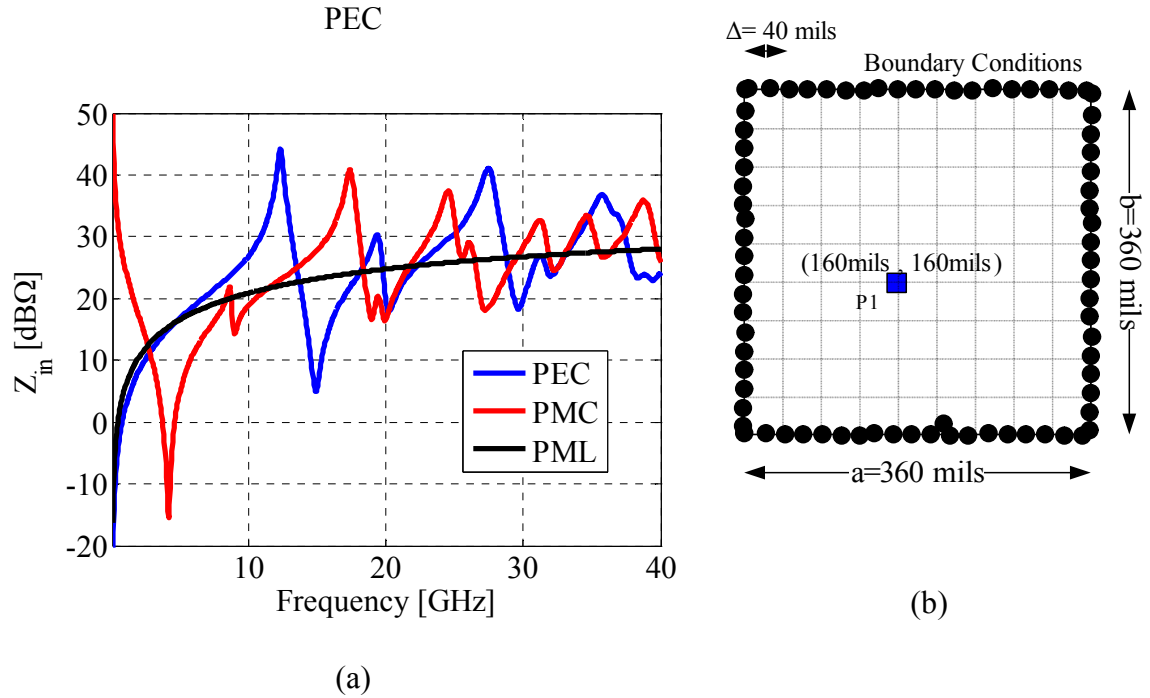 PEC
Δ= 40 mils
Boundary Conditions
50
40
30
20
10
0
-10
-20
Z_in [dBΩ]
PEC
PMC
PML
10
20
30
40
Frequency [GHz]
(160mils , 160mils)
P1
b=360 mils
a=360 mils
(b)
(a)